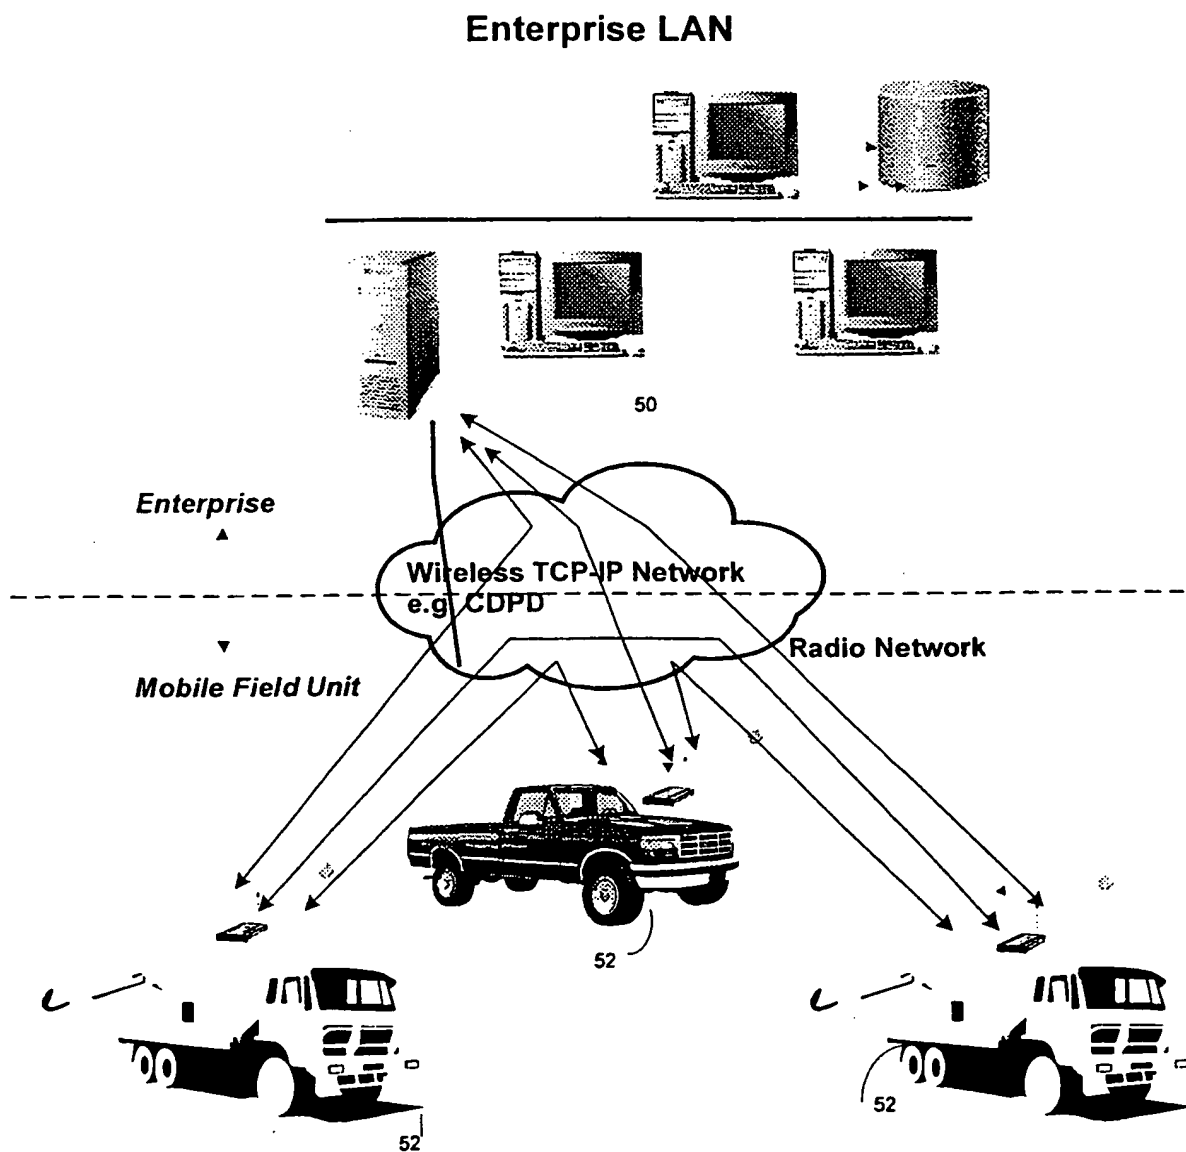 Enterprise LAN
50
Enterprise
Wireless TCP-IP Network
e.g. CDPD
Radio Network
Mobile Field Unit
52
52
52